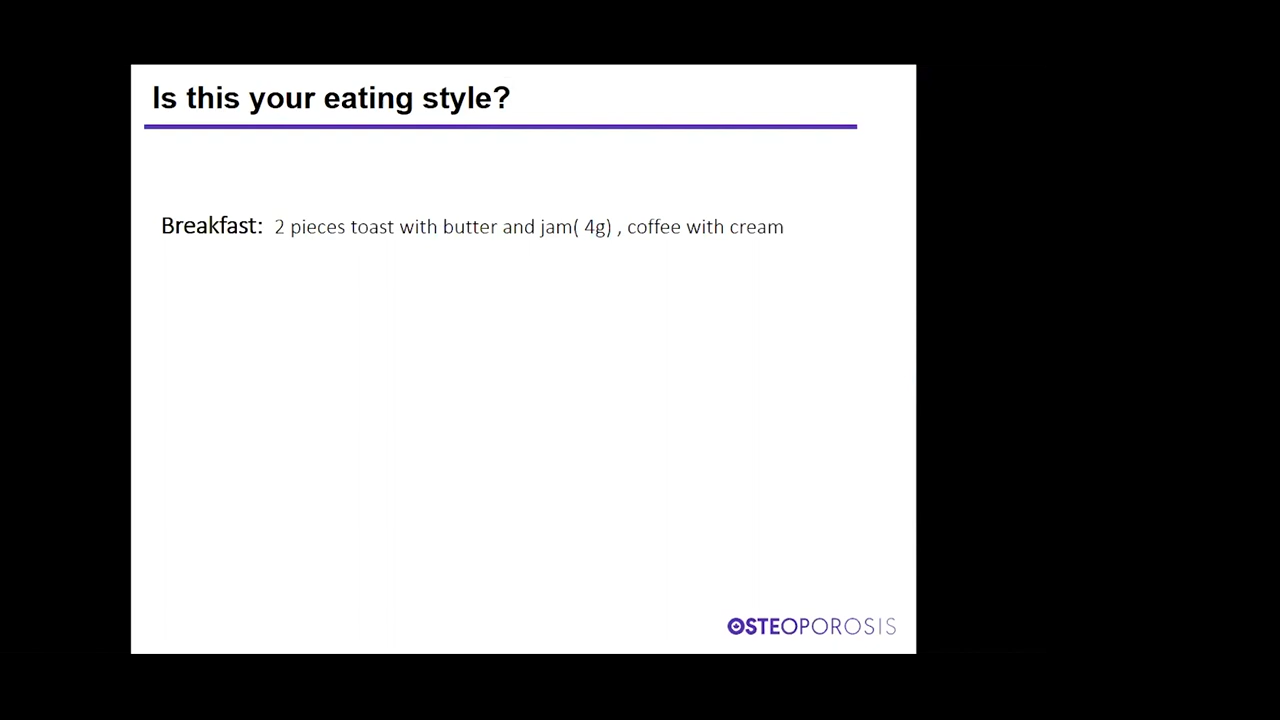 Is this your eating style?
Breakfast: 2 pieces toast with butter and jam( 4g) , coffee with cream
OSTEOPOROSIS